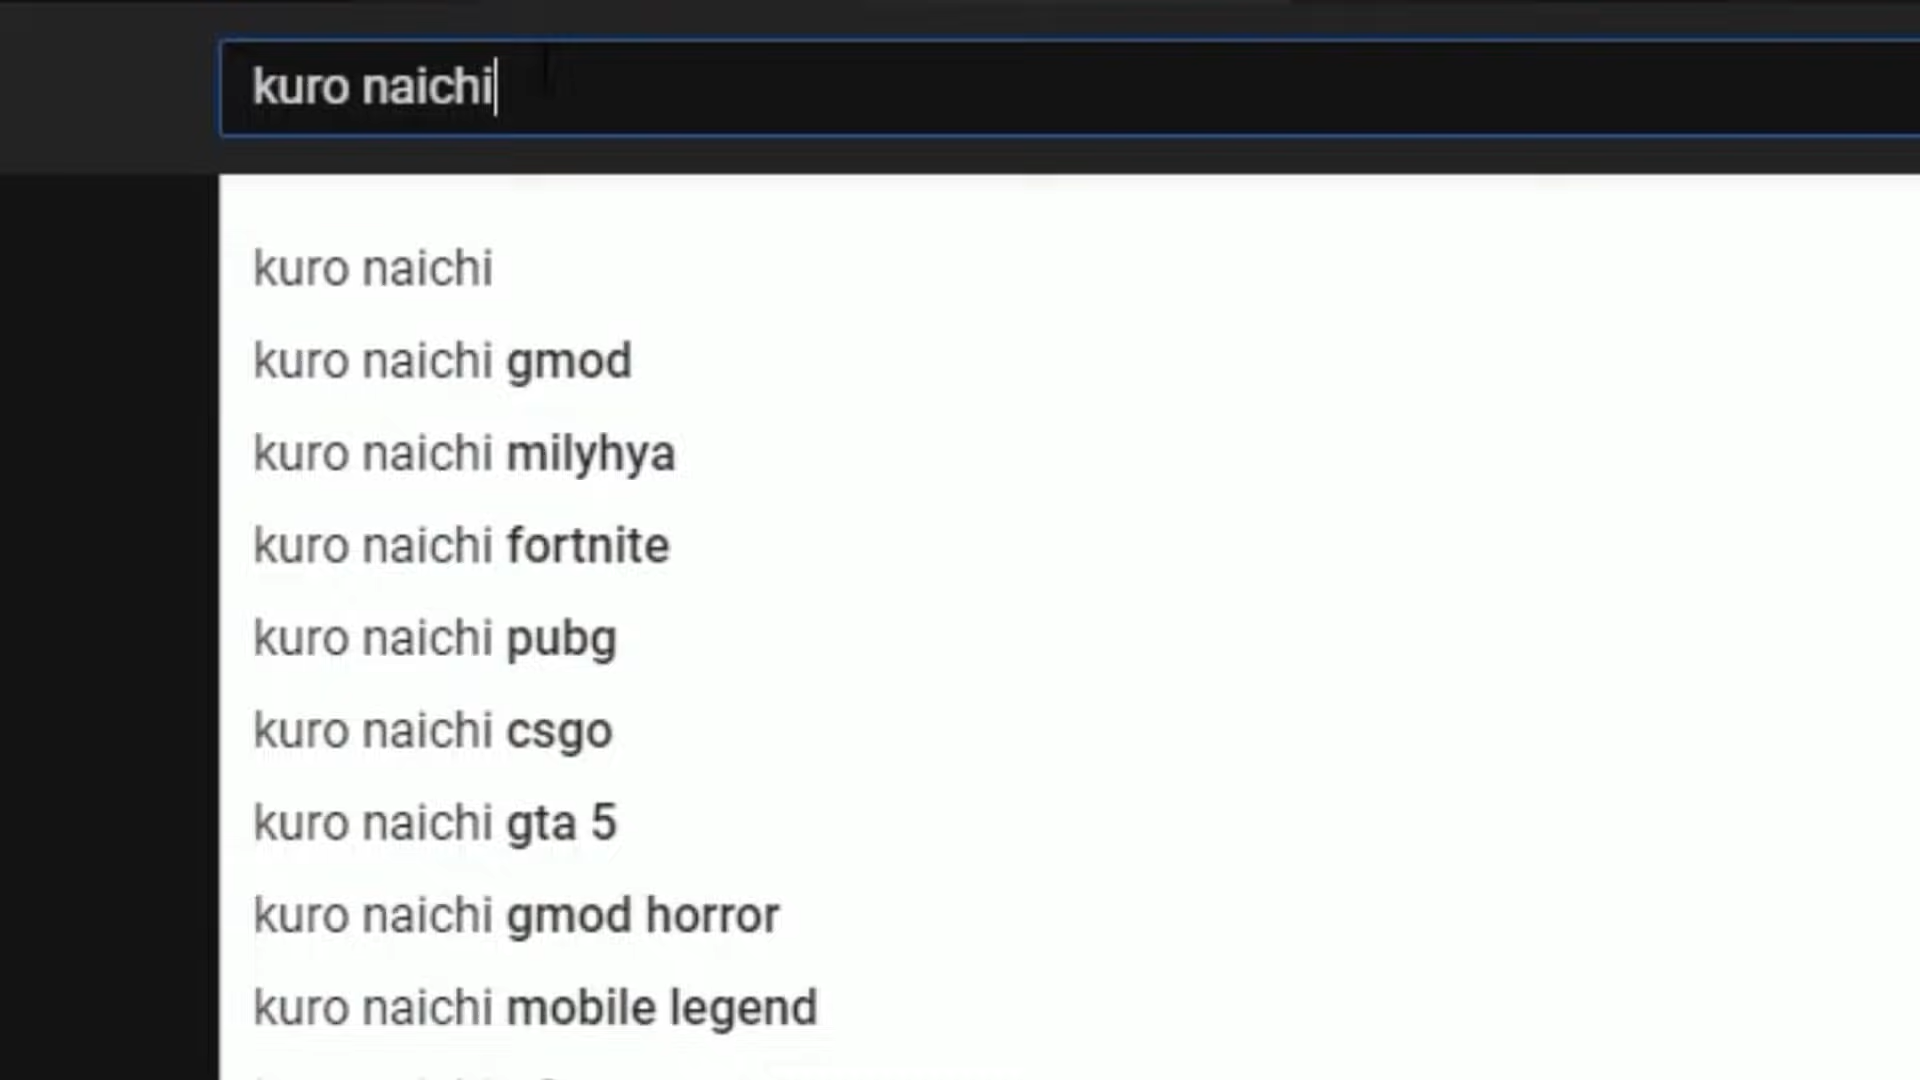 kuro naichi
kuro naichi
kuro naichi gmod
kuro naichi milyhya
kuro naichi fortnite
kuro naichi pubg
kuro naichi csgo
kuro naichi gta 5
kuro naichi gmod horror
kuro naichi mobile legend